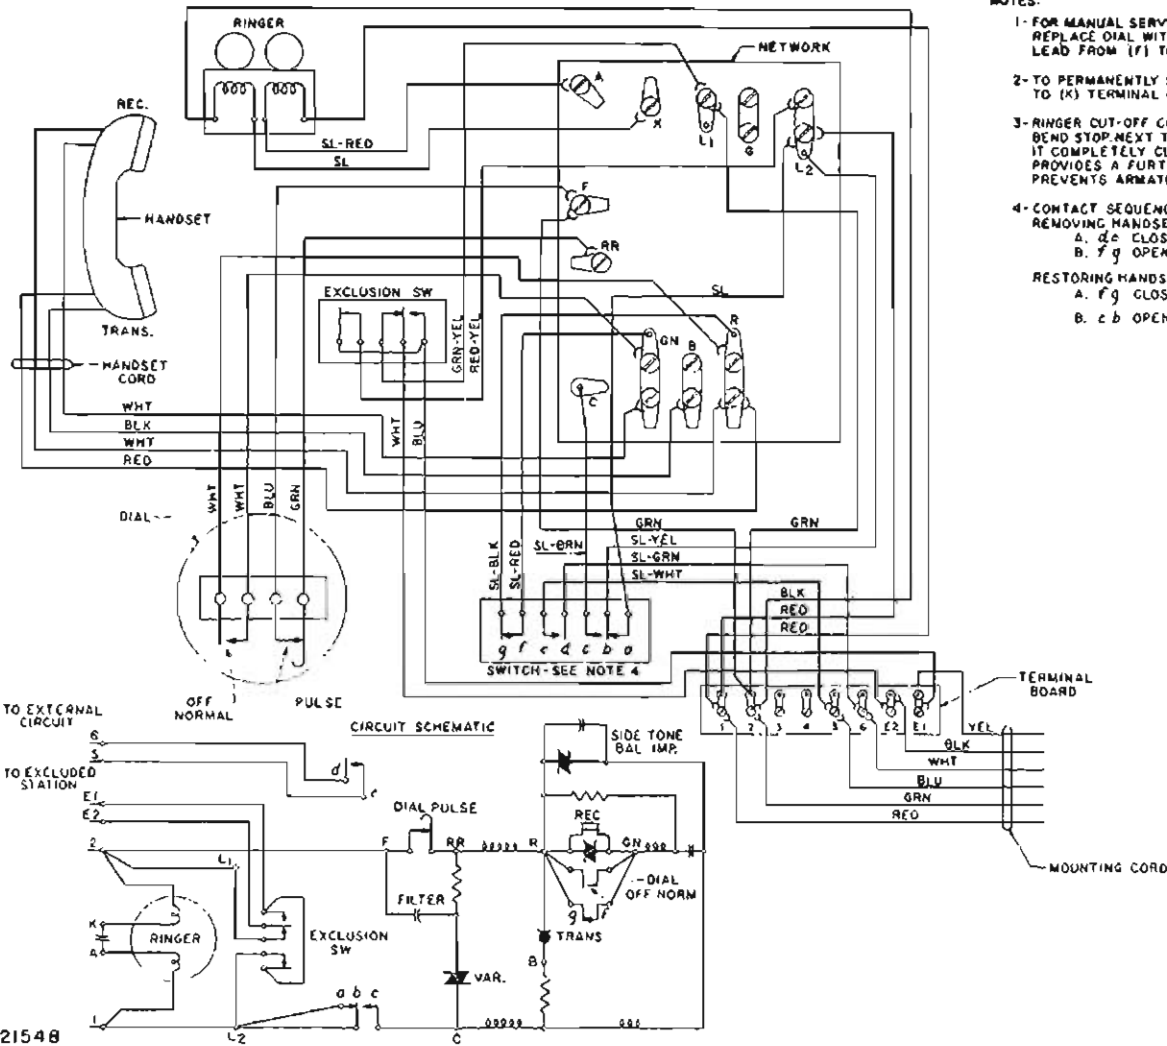 NOTES:
1- FOR MANUAL SERV
REPLACE DIAL WIT
LEAD FROM (F) T
2- TO PERMANENTLY
TO (K) TERMINAL
3- RINGER CUT-OFF C
BEND STOP NEXT T
IT COMPLETELY CL
PROVIDES A FURT
PREVENTS ARMAT
4- CONTACT SEQUENC
REMOVING HANDSE
A. dc CLOS
B. fg OPEN
RESTORING HANDS
A. fg CLOS
B. cb OPEN
RINGER
NETWORK
REC.
A
K
L1
G
L2
SL-RED
SL
HANDSET
F
RR
EXCLUSION SW
GRN-YEL
RED-YEL
SL
TRANS.
GN
B
R
HANDSET
CORD
C
WHT
BLK
WHT
RED
WHT
BLU
WHT
WHT
BLU
GRN
DIAL
SL-BLK
SL-RED
SL-BRN
GRN
GRN
SL-YEL
SL-GRN
SL-WHT
BLK
RED
RED
g f e d c b a
SWITCH-SEE NOTE 4
TERMINAL
BOARD
OFF
NORMAL
PULSE
1 2 3 4 5 6 E2 E1
YEL
BLK
WHT
BLU
GRN
RED
MOUNTING CORD
CIRCUIT SCHEMATIC
TO EXTERNAL
CIRCUIT
6
5
TO EXCLUDED
STATION
E1
E2
2
d
e
SIDE TONE
BAL IMP.
DIAL PULSE
F
RR
R
REC
GN
L1
DIAL
OFF NORM
g f
FILTER
K
A
RINGER
EXCLUSION
SW
TRANS
B
VAR.
a b c
1
L2
C
21548